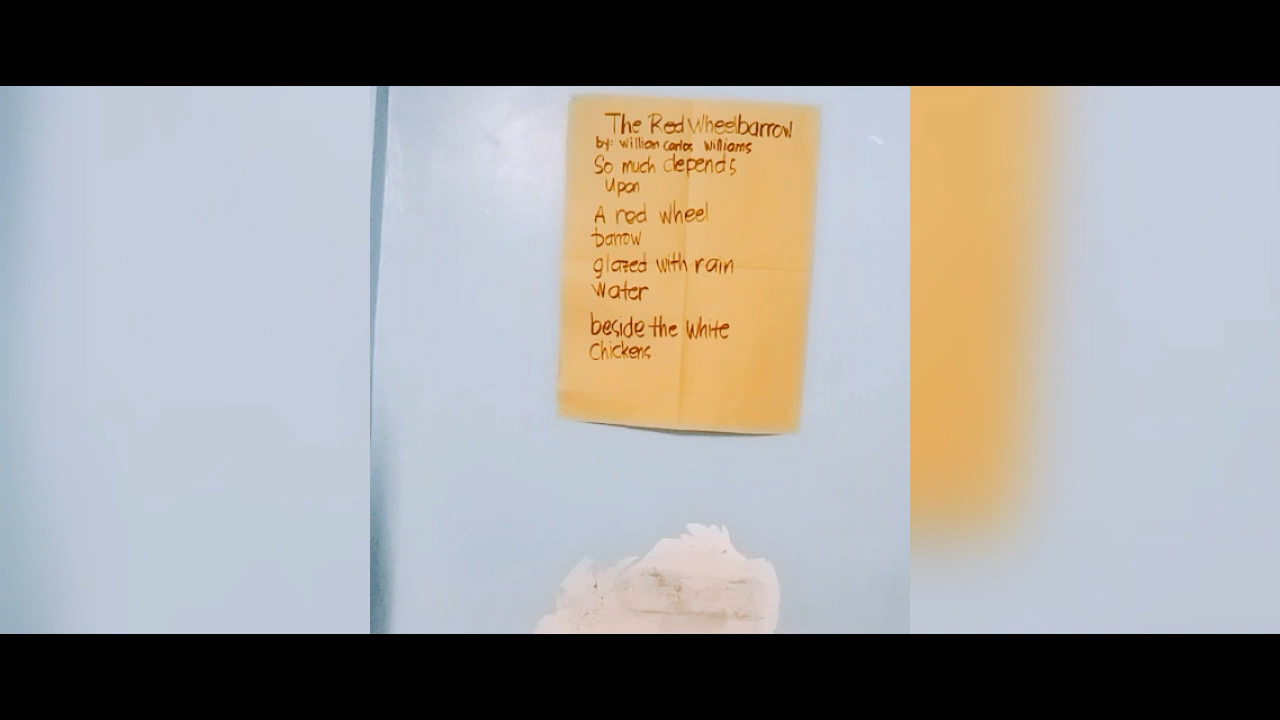 The Red Wheelbarrow
by: William Carlos Williams
So much depends
Upon
A red wheel
barrow
glazed with rain
Water
beside the White
Chickens